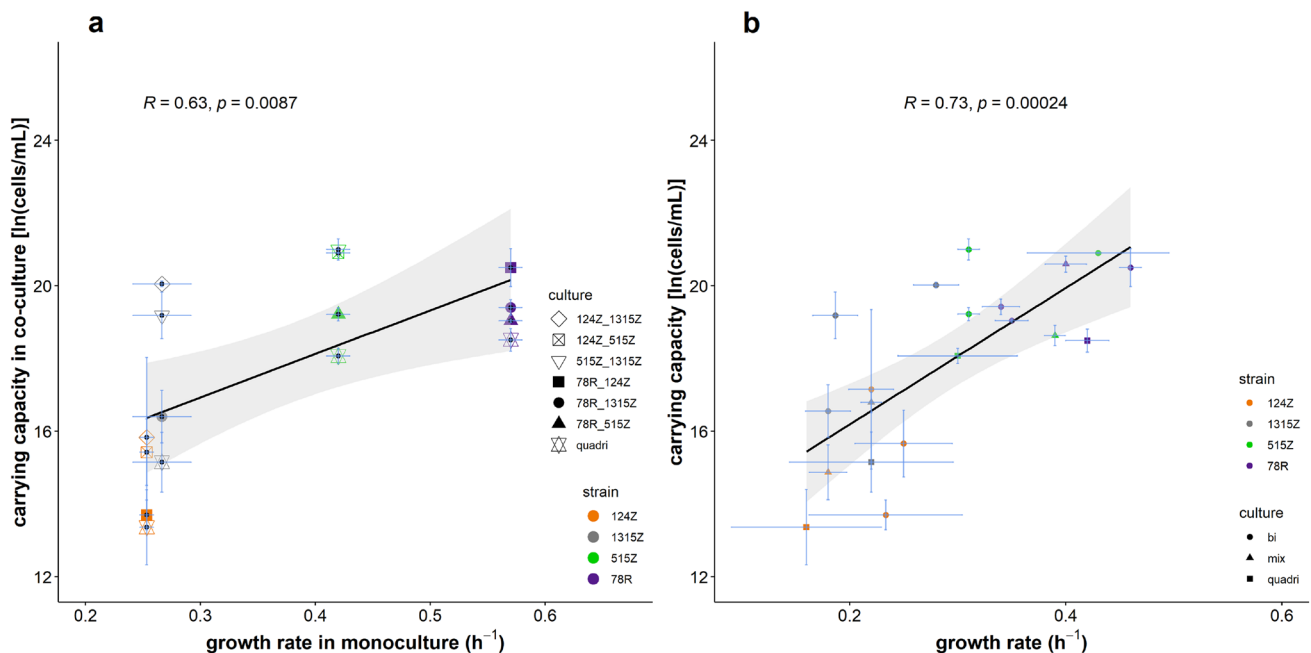 a
R = 0.63, p = 0.0087
carrying capacity in co-culture [ln(cells/mL)]
24
20
16
12
0.2 0.3 0.4 0.5 0.6
growth rate in monoculture (h⁻¹)
culture
124Z_1315Z
124Z_515Z
515Z_1315Z
78R_124Z
78R_1315Z
78R_515Z
quadri
strain
124Z
1315Z
515Z
78R
b
R = 0.73, p = 0.00024
carrying capacity [ln(cells/mL)]
24
20
16
12
0.2 0.4 0.6
growth rate (h⁻¹)
strain
124Z
1315Z
515Z
78R
culture
bi
mix
quadri